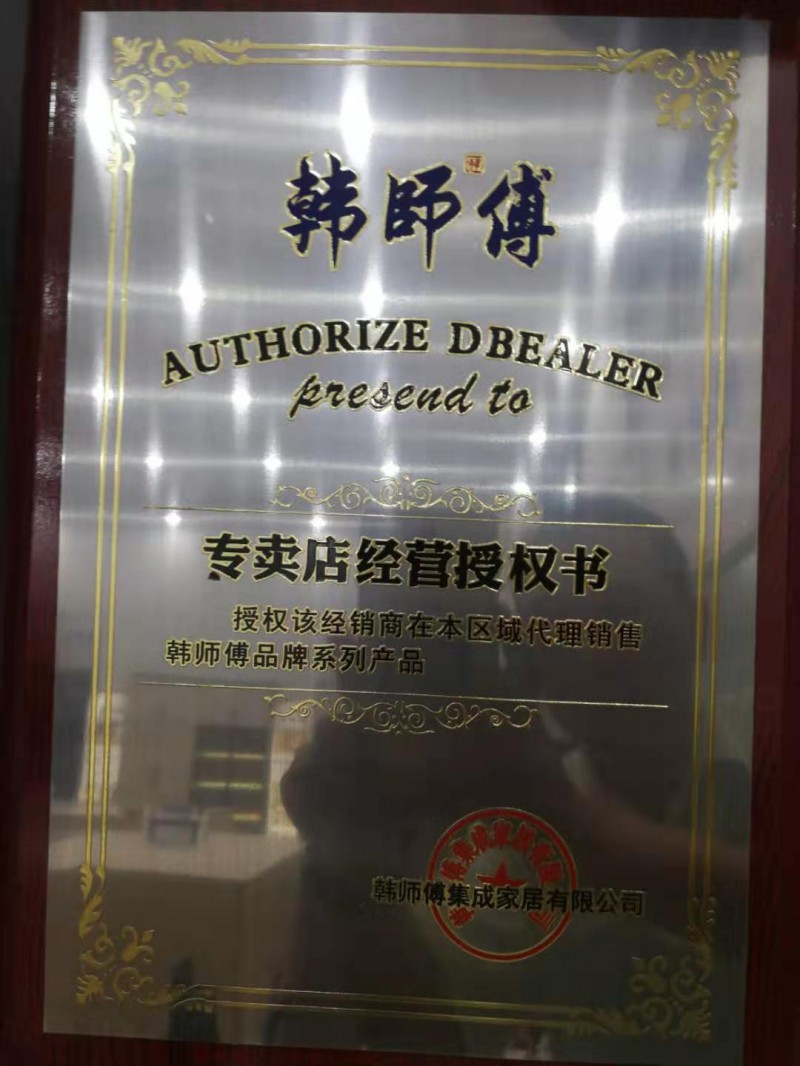 韩師傅
AUTHORIZE DBEALER
presend to
专卖店经营授权书
授权该经销商在本区域代理销售
韩师傅品牌系列产品
韩师傅集成家居有限公司